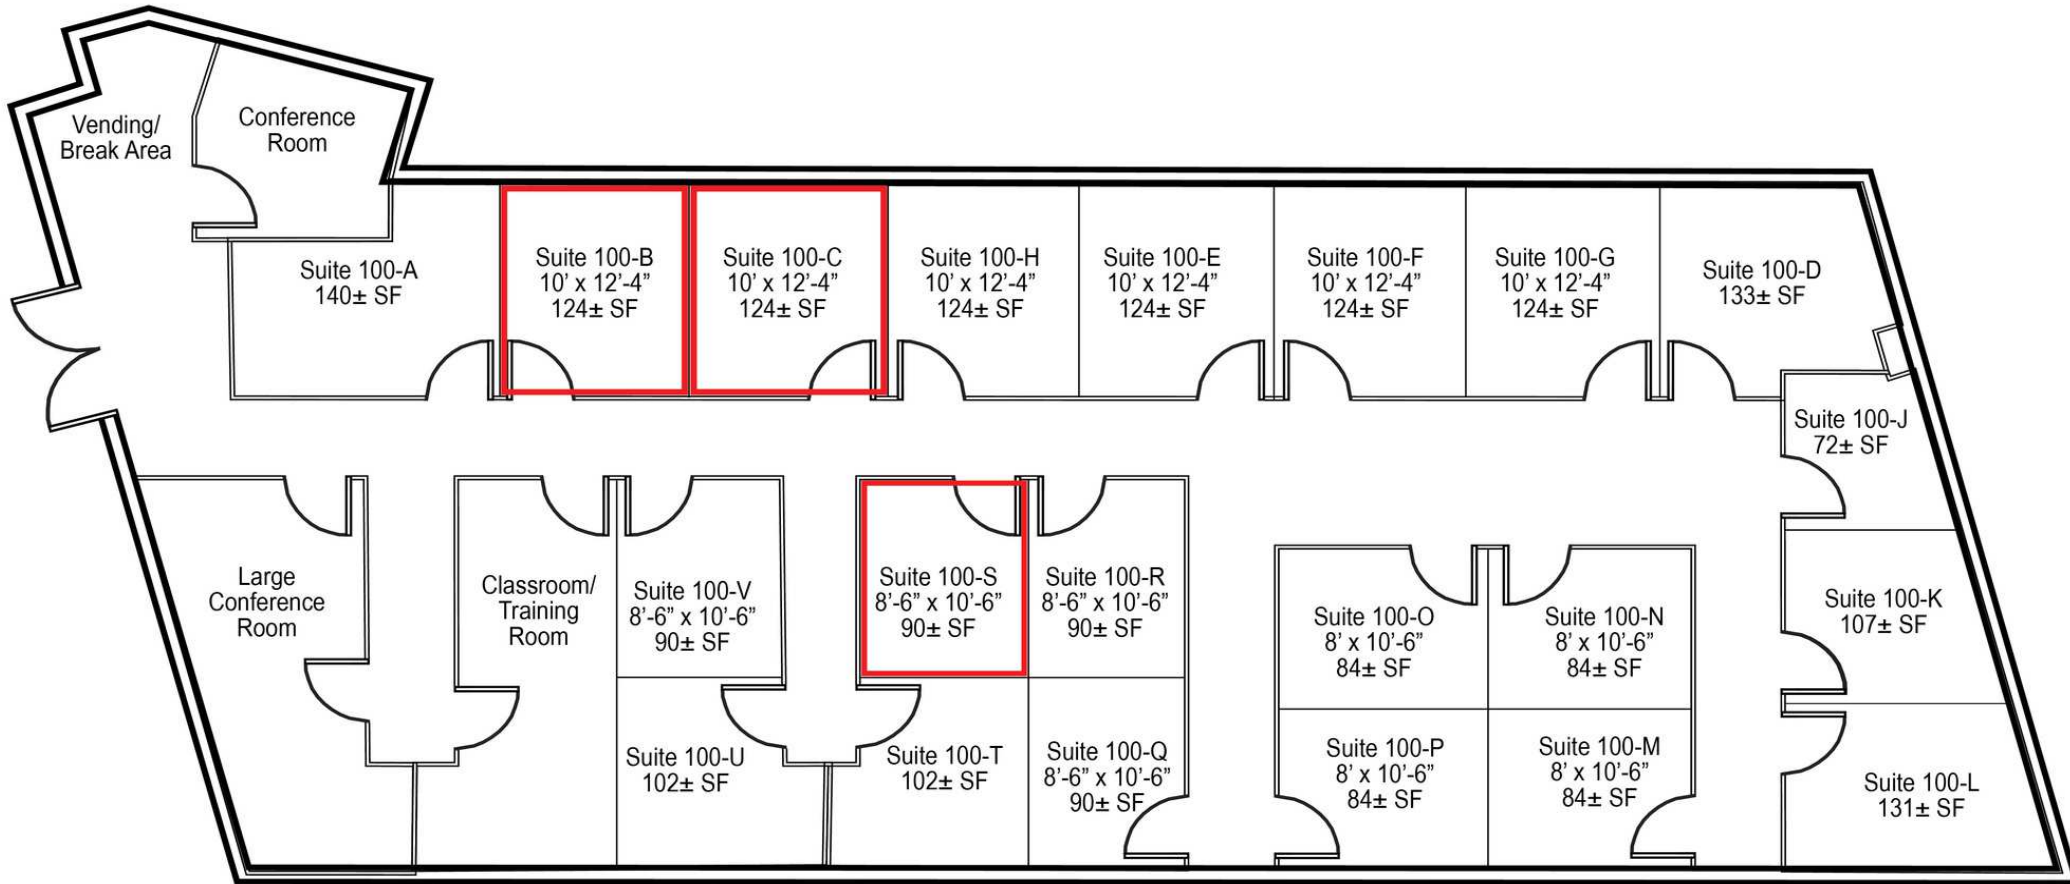 Vending/
Break Area
Conference
Room
Suite 100-A
140± SF
Suite 100-B
10’ x 12’-4”
124± SF
Suite 100-C
10’ x 12’-4”
124± SF
Suite 100-H
10’ x 12’-4”
124± SF
Suite 100-E
10’ x 12’-4”
124± SF
Suite 100-F
10’ x 12’-4”
124± SF
Suite 100-G
10’ x 12’-4”
124± SF
Suite 100-D
133± SF
Suite 100-J
72± SF
Large
Conference
Room
Classroom/
Training
Room
Suite 100-V
8’-6” x 10’-6”
90± SF
Suite 100-S
8’-6” x 10’-6”
90± SF
Suite 100-R
8’-6” x 10’-6”
90± SF
Suite 100-O
8’ x 10’-6”
84± SF
Suite 100-N
8’ x 10’-6”
84± SF
Suite 100-K
107± SF
Suite 100-U
102± SF
Suite 100-T
102± SF
Suite 100-Q
8’-6” x 10’-6”
90± SF
Suite 100-P
8’ x 10’-6”
84± SF
Suite 100-M
8’ x 10’-6”
84± SF
Suite 100-L
131± SF